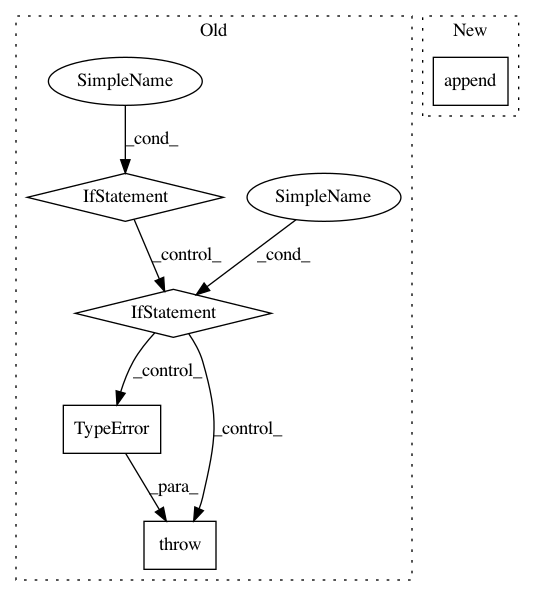 Old
New
SimpleName
append
_cond_
IfStatement
SimpleName
_control_
_cond_
IfStatement
_control_
TypeError
_control_
_para_
throw